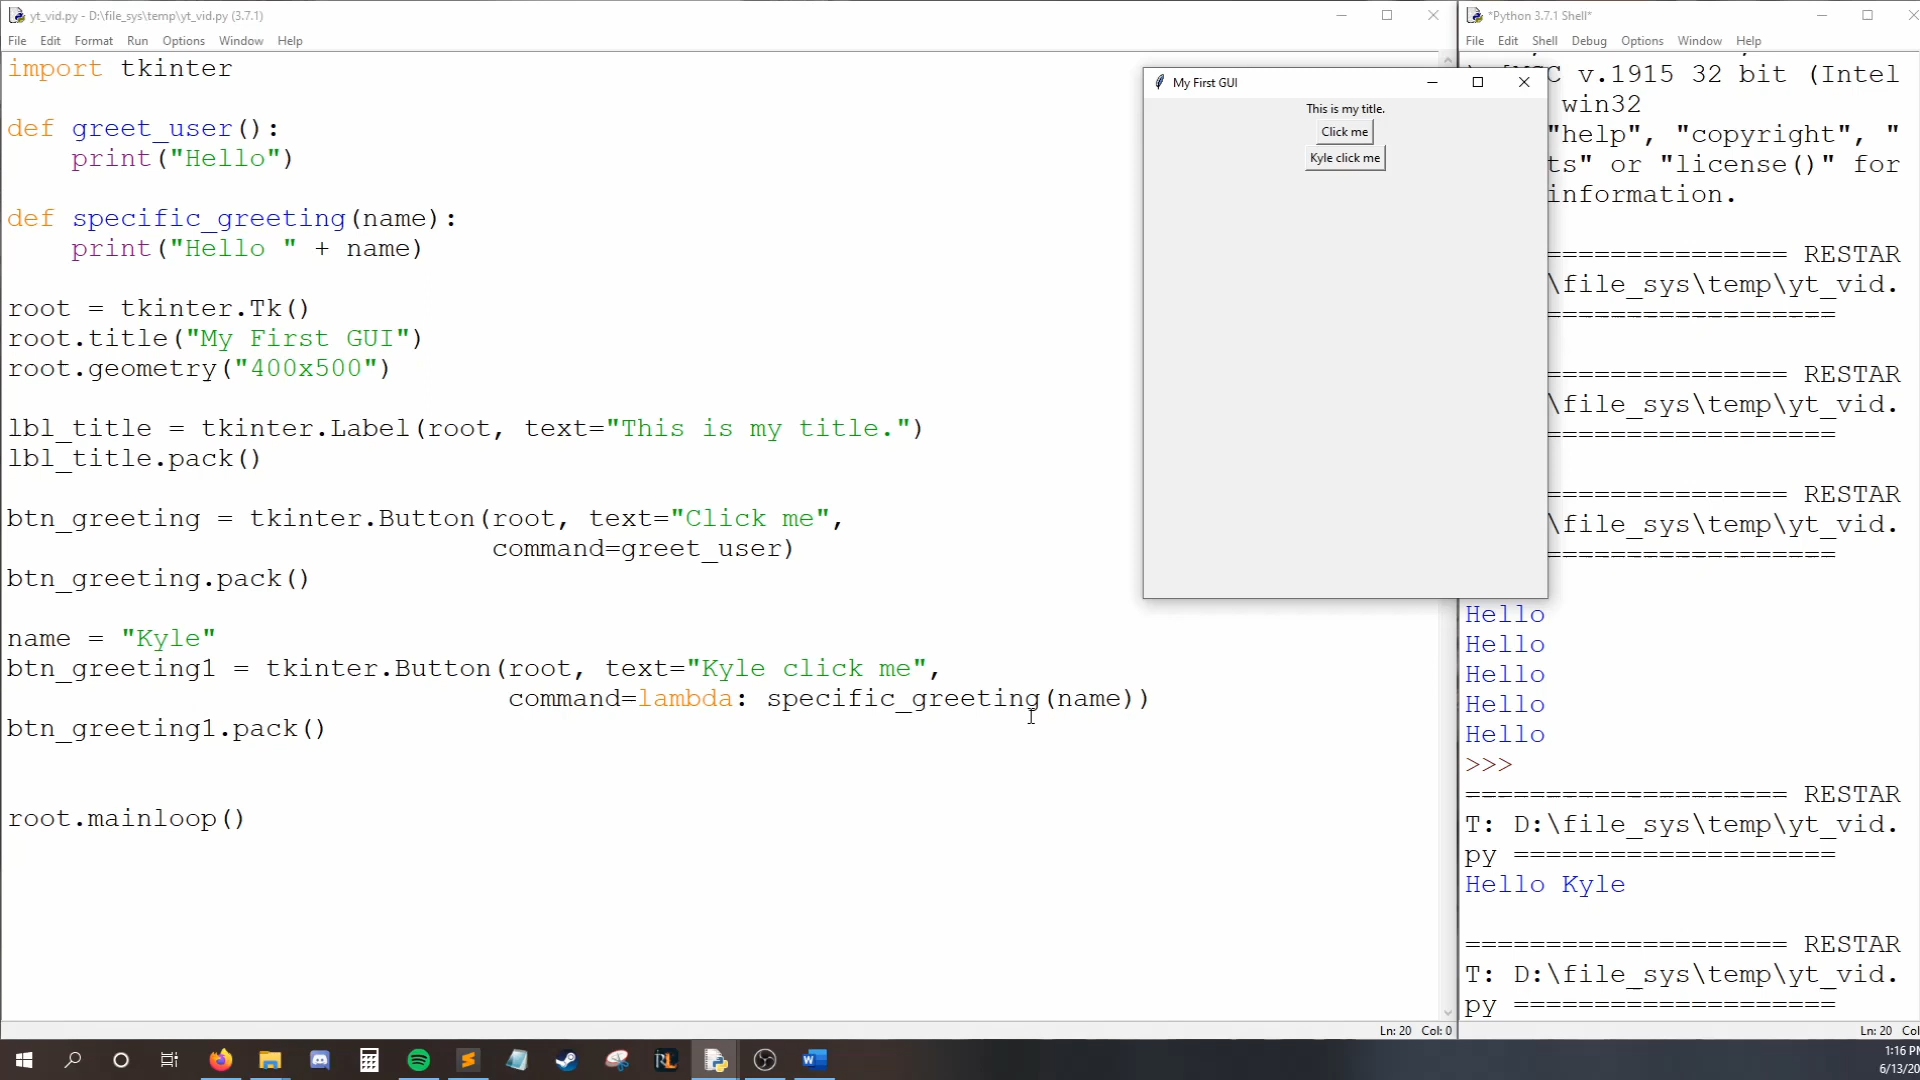 yt_vid.py - D:\file_sys\temp\yt_vid.py (3.7.1)
File Edit Format Run Options Window Help
import tkinter
def greet_user():
    print("Hello")
def specific_greeting(name):
    print("Hello " + name)
root = tkinter.Tk()
root.title("My First GUI")
root.geometry("400x500")
lbl_title = tkinter.Label(root, text="This is my title.")
lbl_title.pack()
btn_greeting = tkinter.Button(root, text="Click me",
                              command=greet_user)
btn_greeting.pack()
name = "Kyle"
btn_greeting1 = tkinter.Button(root, text="Kyle click me",
                               command=lambda: specific_greeting(name))
btn_greeting1.pack()
root.mainloop()
Ln: 20 Col: 0
My First GUI
This is my title.
Click me
Kyle click me
*Python 3.7.1 Shell*
File Edit Shell Debug Options Window Help
C v.1915 32 bit (Intel
win32
"help", "copyright", "
ts" or "license()" for
information.
=============== RESTAR
\file_sys\temp\yt_vid.
==================
=============== RESTAR
\file_sys\temp\yt_vid.
==================
=============== RESTAR
\file_sys\temp\yt_vid.
==================
Hello
Hello
Hello
Hello
Hello
>>>
==================== RESTAR
T: D:\file_sys\temp\yt_vid.
py ====================
Hello Kyle
==================== RESTAR
T: D:\file_sys\temp\yt_vid.
py ====================
Ln: 20 Co
RL
W
1:16 PM
6/13/20